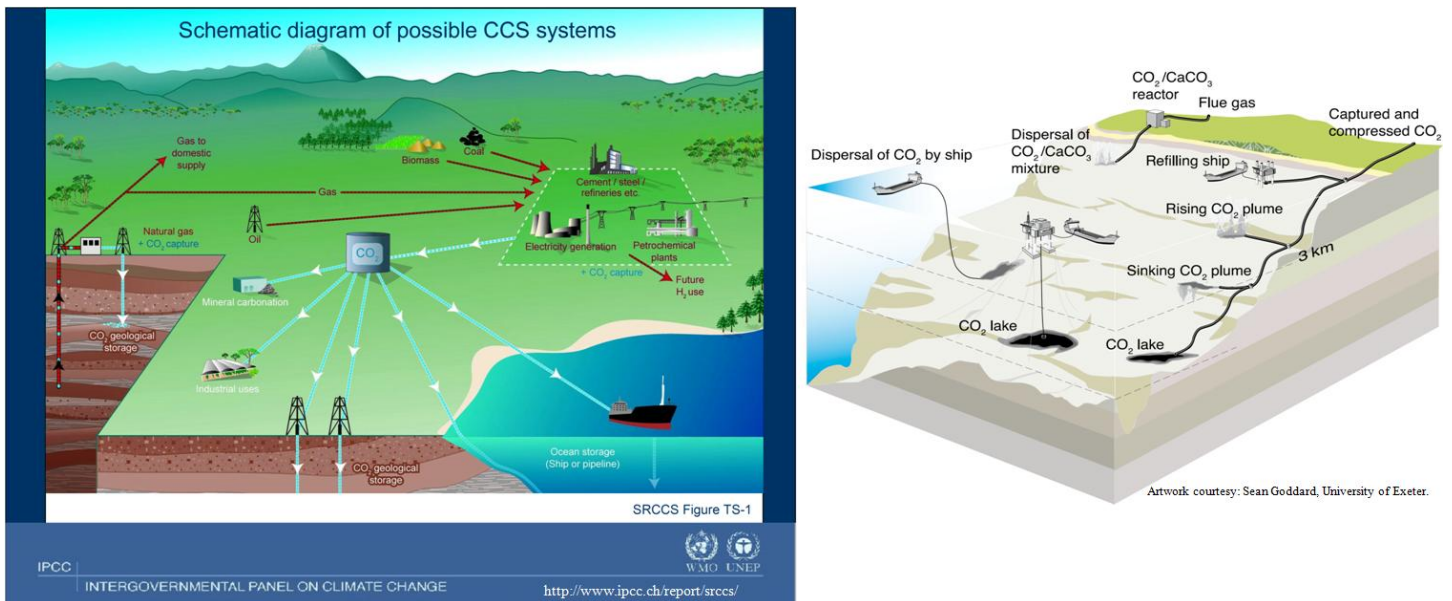 Schematic diagram of possible CCS systems
Gas to
domestic
supply
Biomass
Coal
Cement / steel /
refineries etc.
Gas
Oil
Natural gas
+ CO₂ capture
CO₂
Electricity generation
Petrochemical
plants
+ CO₂ capture
Future
H₂ use
Mineral carbonation
CO₂ geological
storage
Industrial uses
CO₂ geological
storage
Ocean storage
(Ship or pipeline)
SRCCS Figure TS-1
WMO UNEP
IPCC
INTERGOVERNMENTAL PANEL ON CLIMATE CHANGE
http://www.ipcc.ch/report/srccs/
CO₂/CaCO₃
reactor
Flue gas
Captured and
compressed CO₂
Dispersal of
CO₂/CaCO₃
mixture
Dispersal of CO₂ by ship
Refilling ship
Rising CO₂ plume
3 km
Sinking CO₂ plume
CO₂ lake
CO₂ lake
Artwork courtesy: Sean Goddard, University of Exeter.